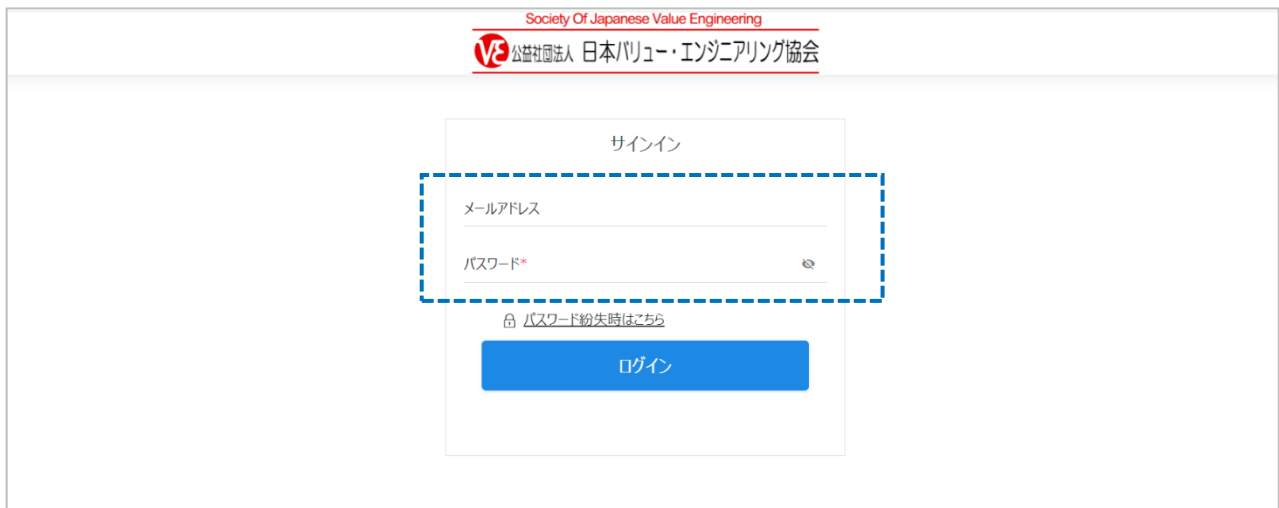 Society Of Japanese Value Engineering
VE 公益社団法人 日本バリュー・エンジニアリング協会
サインイン
メールアドレス
パスワード*
パスワード紛失時はこちら
ログイン